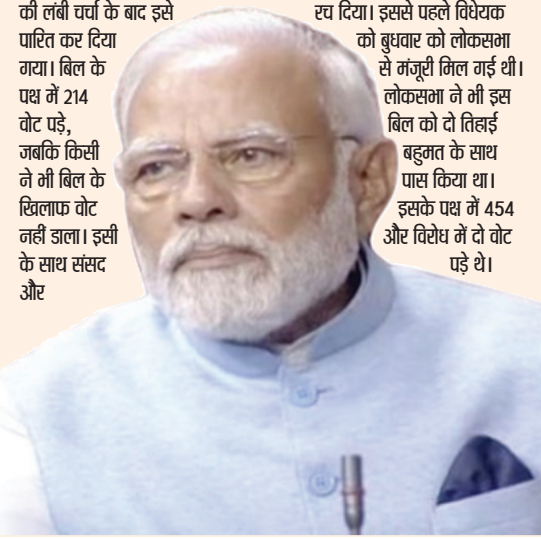 की लंबी चर्चा के बाद इसे
पारित कर दिया
गया। बिल के
पक्ष में 214
वोट पड़े,
जबकि किसी
ने भी बिल के
खिलाफ वोट
नहीं डाला। इसी
के साथ संसद
और
रच दिया। इससे पहले विधेयक
को बुधवार को लोकसभा
से मंजूरी मिल गई थी।
लोकसभा ने भी इस
बिल को दो तिहाई
बहुमत के साथ
पास किया था।
इसके पक्ष में 454
और विरोध में दो वोट
पड़े थे।